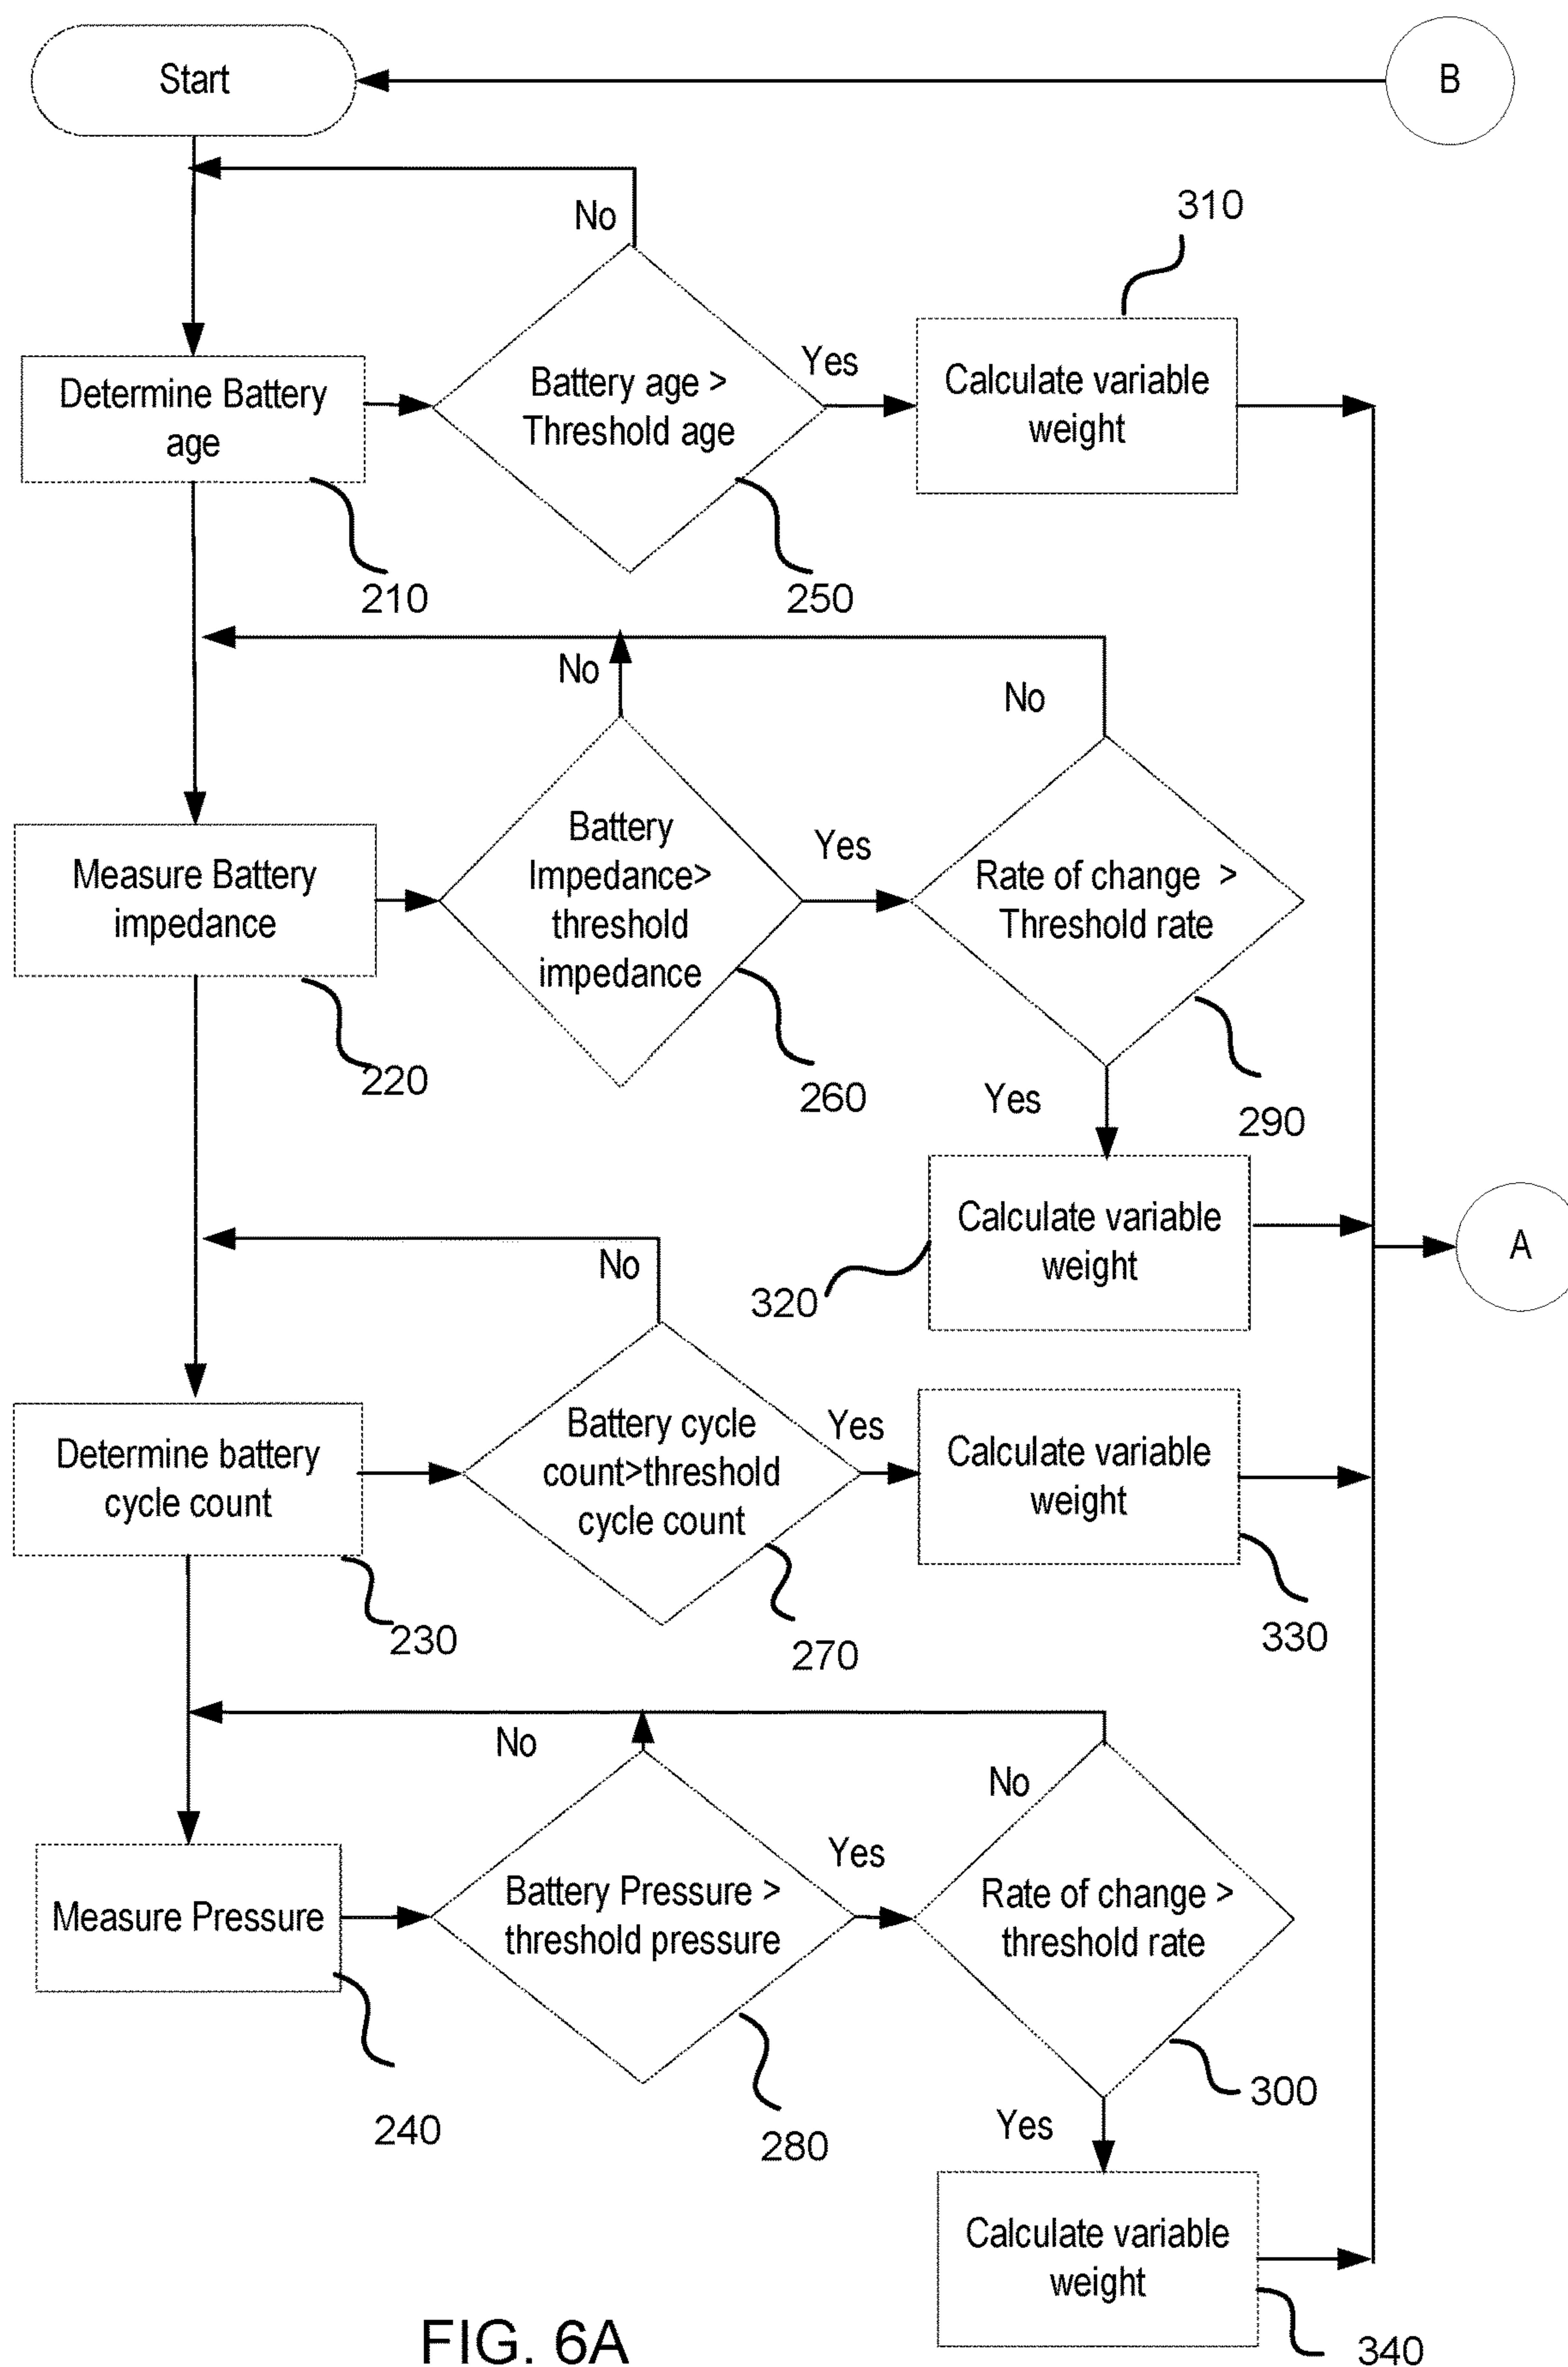 Start
B
No
310
Determine Battery
age
Battery age >
Threshold age
Yes
Calculate variable
weight
210
250
No
No
Measure Battery
impedance
Battery
Impedance>
threshold
impedance
Yes
Rate of change >
Threshold rate
220
260
Yes
290
Calculate variable
weight
320
A
No
Determine battery
cycle count
Battery cycle
count>threshold
cycle count
Yes
Calculate variable
weight
230
270
330
No
No
Measure Pressure
Battery Pressure >
threshold pressure
Yes
Rate of change >
threshold rate
240
280
300
Yes
Calculate variable
weight
340
FIG. 6A